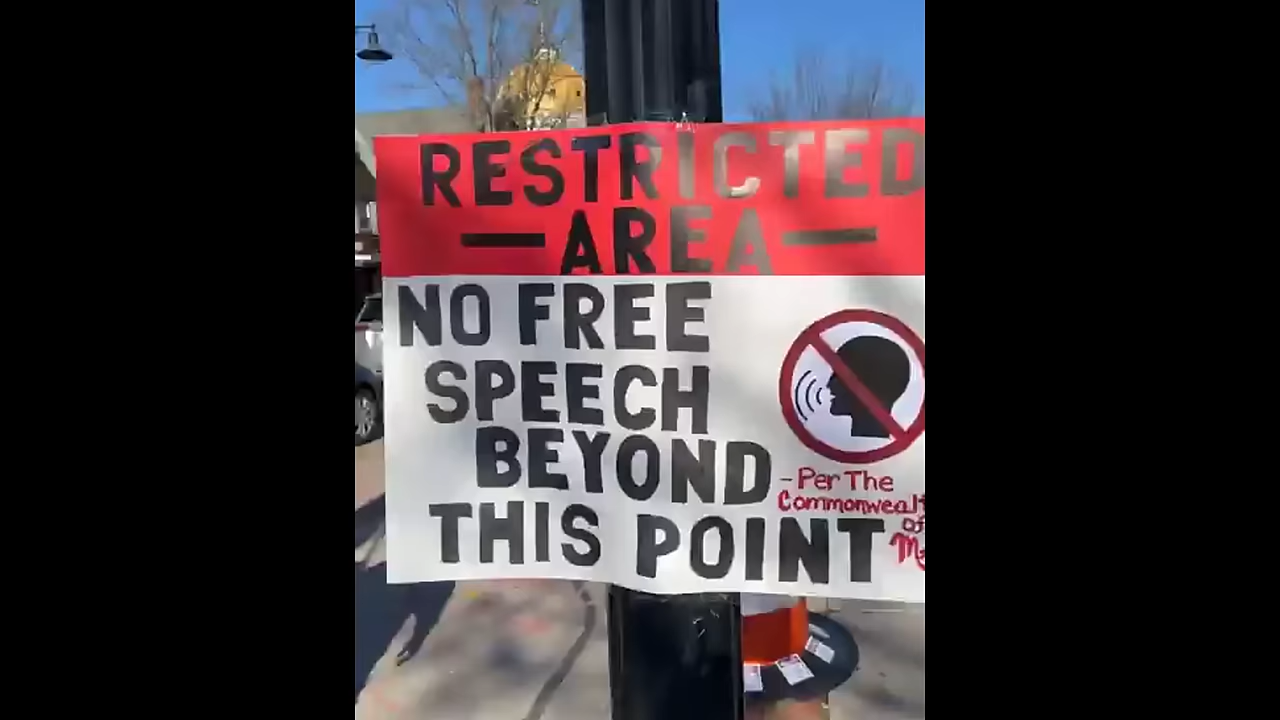 RESTRICTED
— AREA —
NO FREE
SPEECH
BEYOND
THIS POINT
-Per The
Commonwealt
of